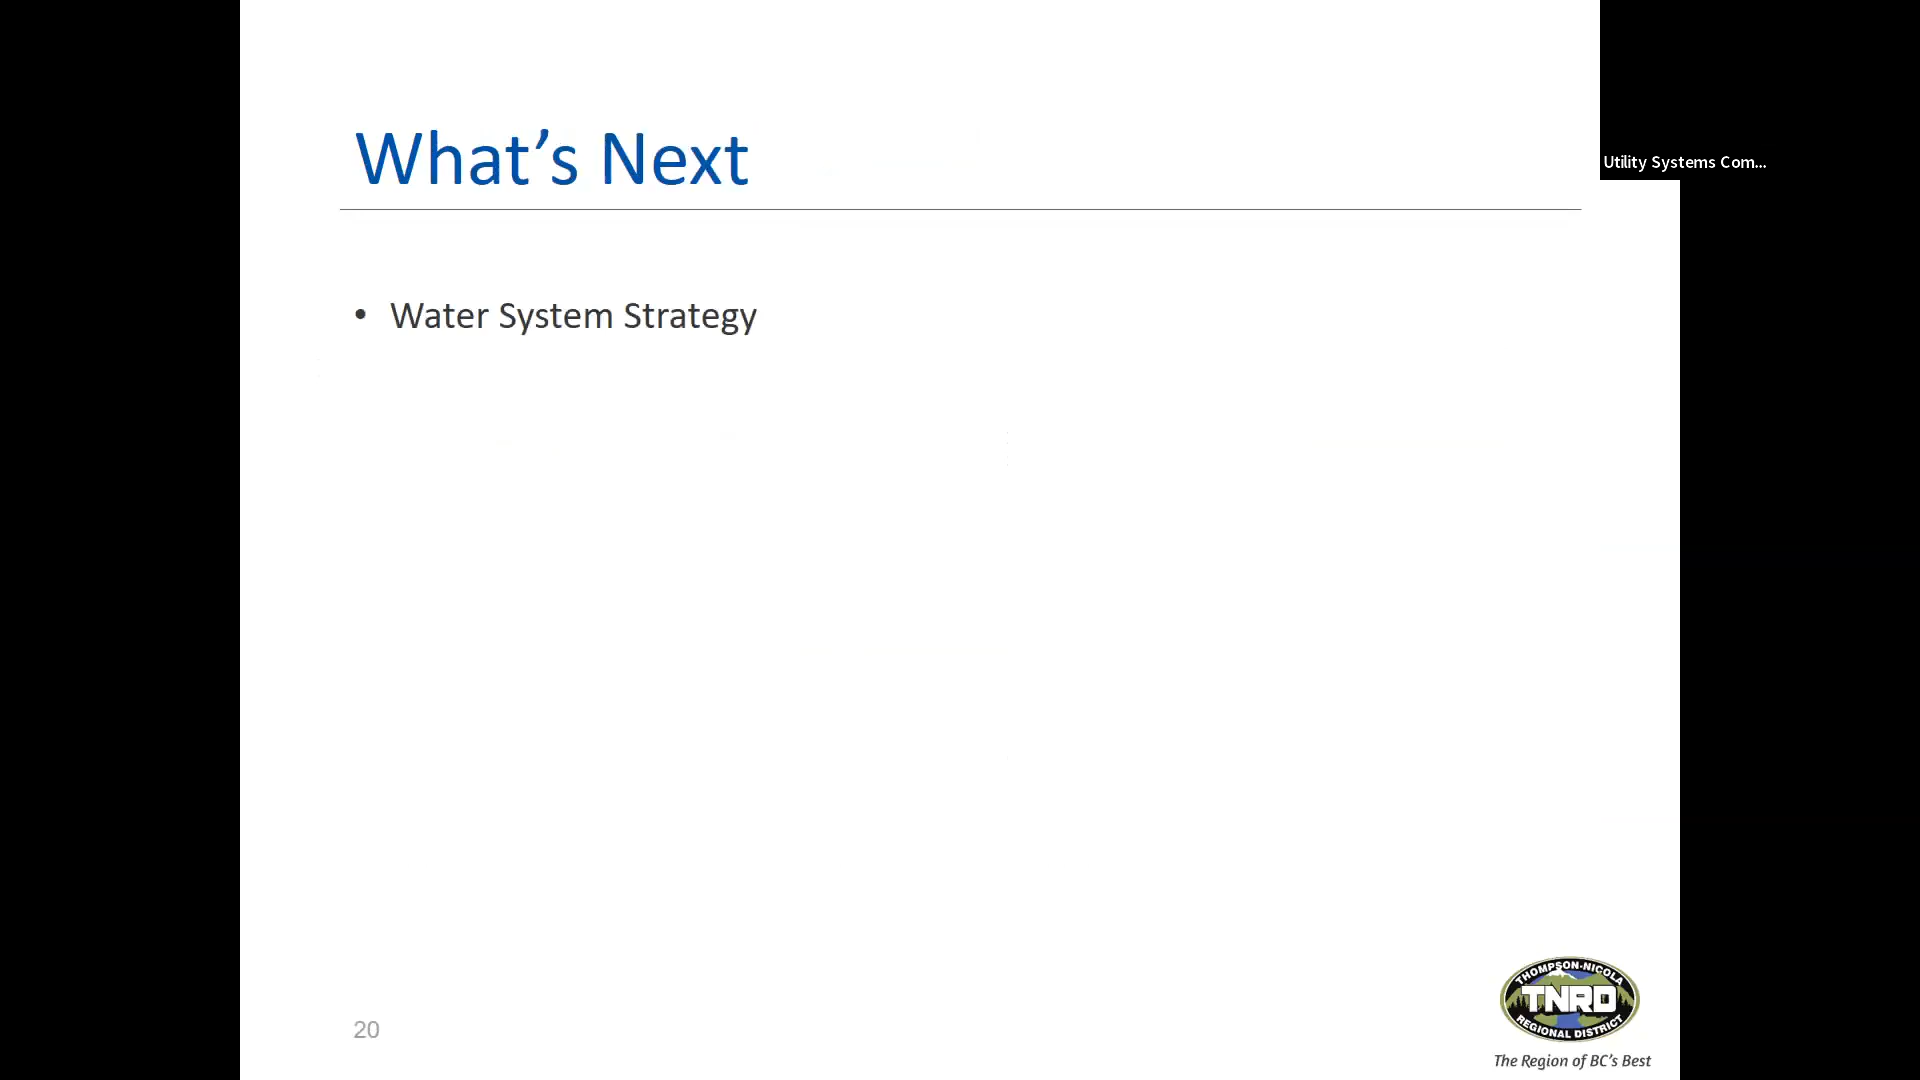 What's Next
Utility Systems Com...
• Water System Strategy
20
THOMPSON-NICOLA
TNRD
REGIONAL DISTRICT
The Region of BC's Best